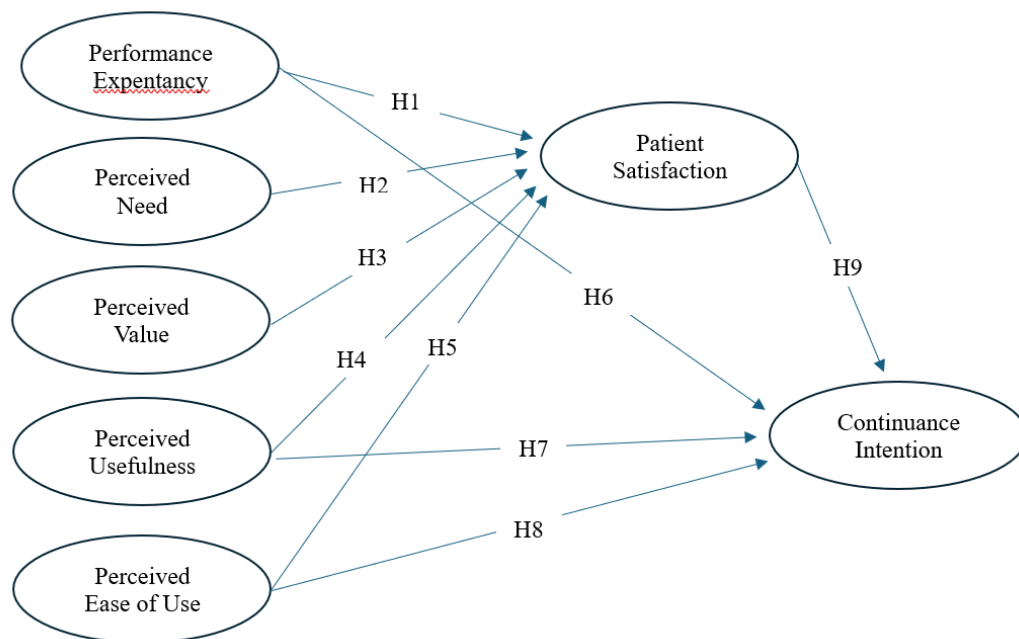 Performance
Expentancy
H1
Patient
Satisfaction
Perceived
Need
H2
Perceived
Value
H3
H9
H6
H5
H4
Perceived
Usefulness
H7
Continuance
Intention
H8
Perceived
Ease of Use